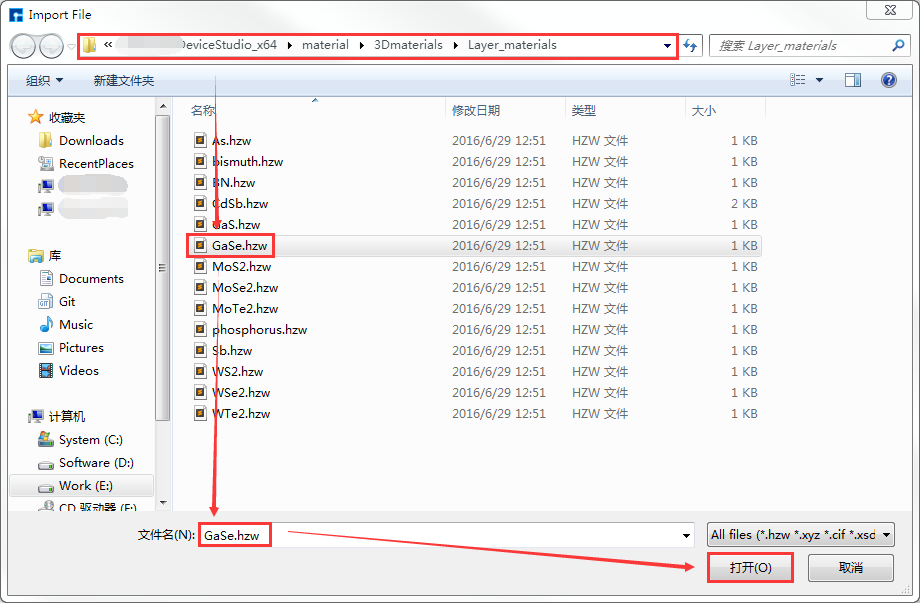 Import File
« DeviceStudio_x64 ▸ material ▸ 3Dmaterials ▸ Layer_materials
搜索 Layer_materials
组织 新建文件夹
名称 修改日期 类型 大小
收藏夹
Downloads
RecentPlaces
库
Documents
Git
Music
Pictures
Videos
计算机
System (C:)
Software (D:)
Work (E:)
CD 驱动器 (F:)
As.hzw 2016/6/29 12:51 HZW 文件 1 KB
bismuth.hzw 2016/6/29 12:51 HZW 文件 1 KB
BN.hzw 2016/6/29 12:51 HZW 文件 1 KB
CdSb.hzw 2016/6/29 12:51 HZW 文件 2 KB
GaS.hzw 2016/6/29 12:51 HZW 文件 1 KB
GaSe.hzw 2016/6/29 12:51 HZW 文件 1 KB
MoS2.hzw 2016/6/29 12:51 HZW 文件 1 KB
MoSe2.hzw 2016/6/29 12:51 HZW 文件 1 KB
MoTe2.hzw 2016/6/29 12:51 HZW 文件 1 KB
phosphorus.hzw 2016/6/29 12:51 HZW 文件 1 KB
Sb.hzw 2016/6/29 12:51 HZW 文件 1 KB
WS2.hzw 2016/6/29 12:51 HZW 文件 1 KB
WSe2.hzw 2016/6/29 12:51 HZW 文件 1 KB
WTe2.hzw 2016/6/29 12:51 HZW 文件 1 KB
文件名(N): GaSe.hzw
All files (*.hzw *.xyz *.cif *.xsd
打开(O) 取消